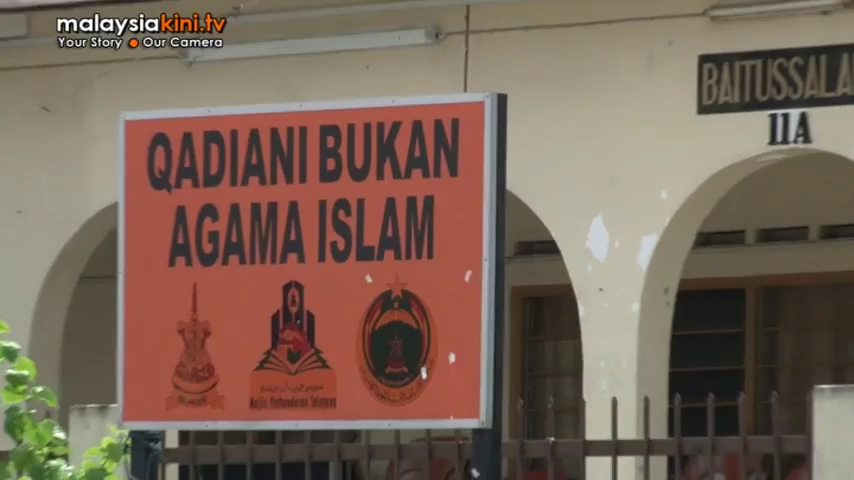 malaysiakini.tv
Your Story Our Camera
BAITUSSALA
11A
QADIANI BUKAN
AGAMA ISLAM
Majlis Perbandaran Selayang